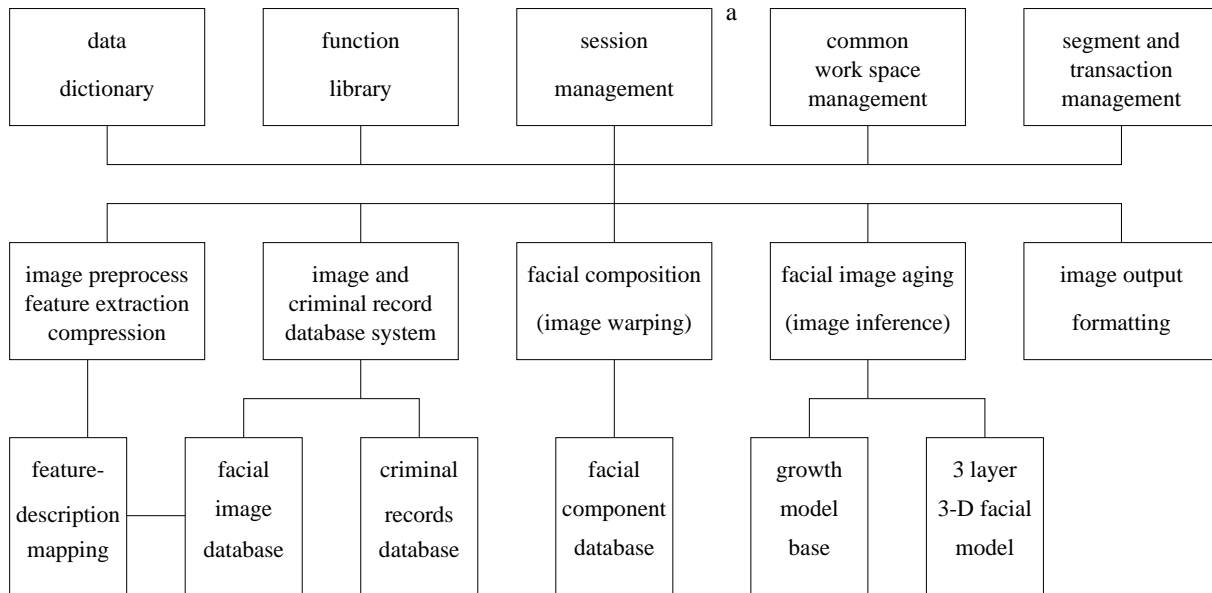 a
data
dictionary
function
library
session
management
common
work space
management
segment and
transaction
management
image preprocess
feature extraction
compression
image and
criminal record
database system
facial composition
(image warping)
facial image aging
(image inference)
image output
formatting
feature-
description
mapping
facial
image
database
criminal
records
database
facial
component
database
growth
model
base
3 layer
3-D facial
model